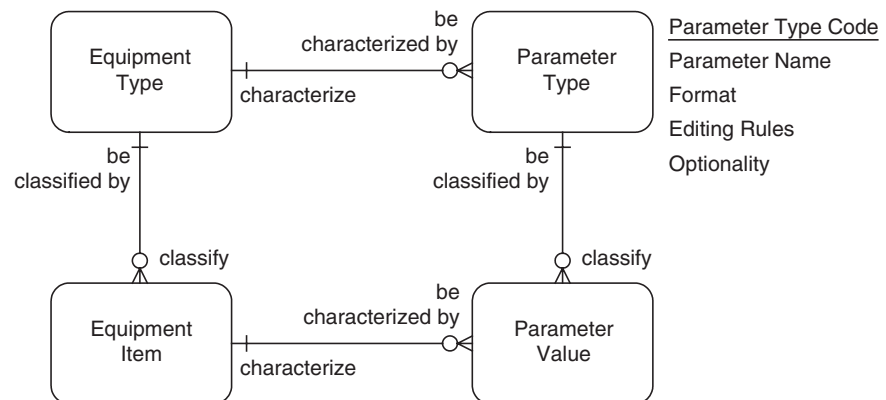 be
characterized by
Equipment
Type
characterize
Parameter
Type
Parameter Type Code
Parameter Name
Format
Editing Rules
Optionality
be
classified by
classify
be
classified by
classify
Equipment
Item
be
characterized by
characterize
Parameter
Value